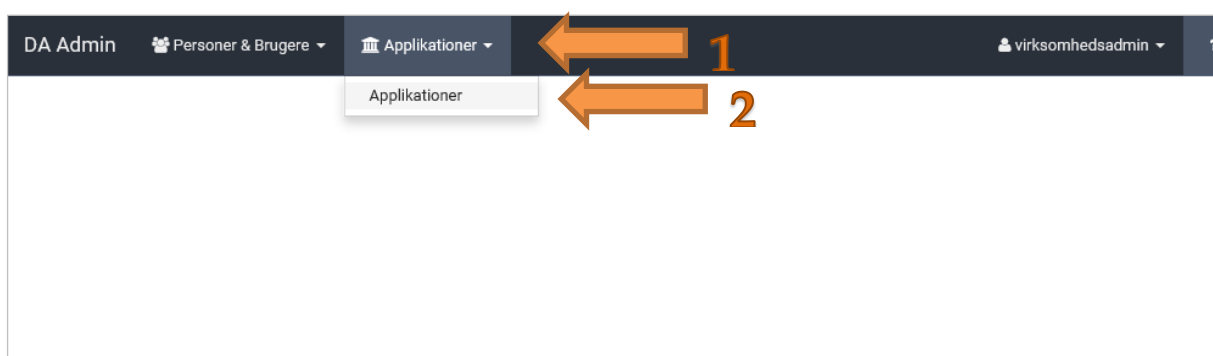 DA Admin Personer & Brugere Applikationer 1 virksomhedsadmin
Applikationer 2